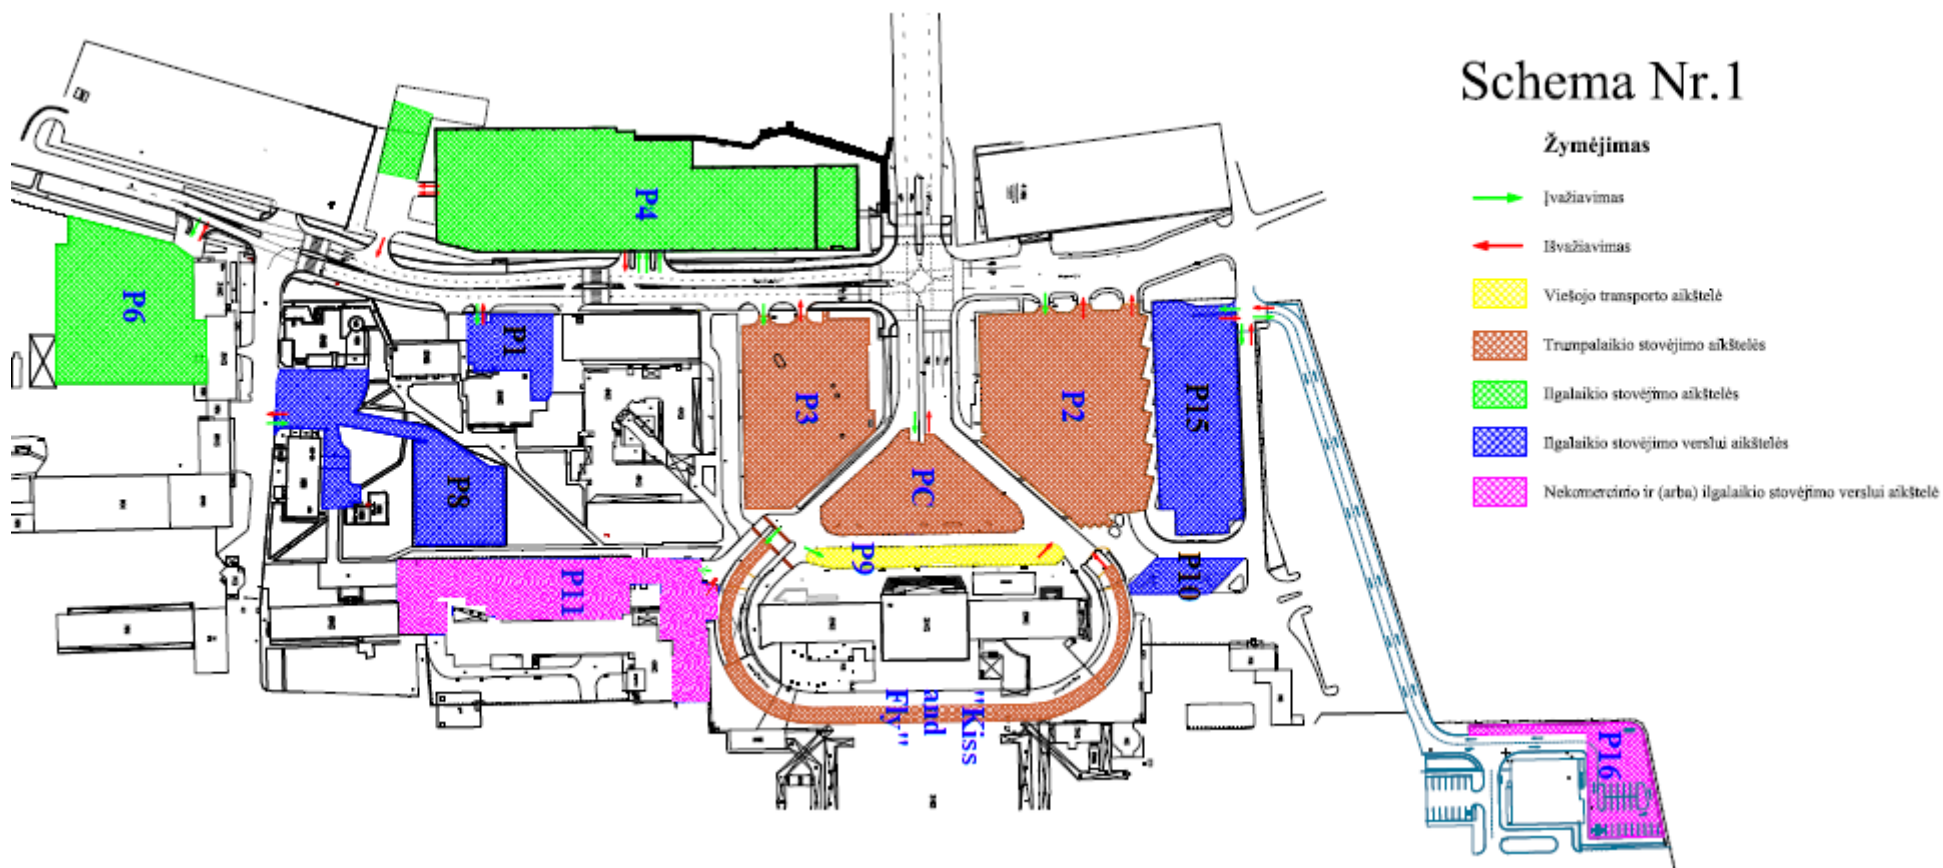 Schema Nr.1
Žymėjimas
Įvažiavimas
Išvažiavimas
Viešojo transporto aikštelė
Trumpalaikio stovėjimo aikštelės
Ilgalaikio stovėjimo aikštelės
Ilgalaikio stovėjimo verslui aikštelės
Nekomercinio ir (arba) ilgalaikio stovėjimo verslui aikštelė
P4
P6
P1
P3
P2
P15
P8
PC
P9
P10
P11
"Kiss
and
Fly"
P16